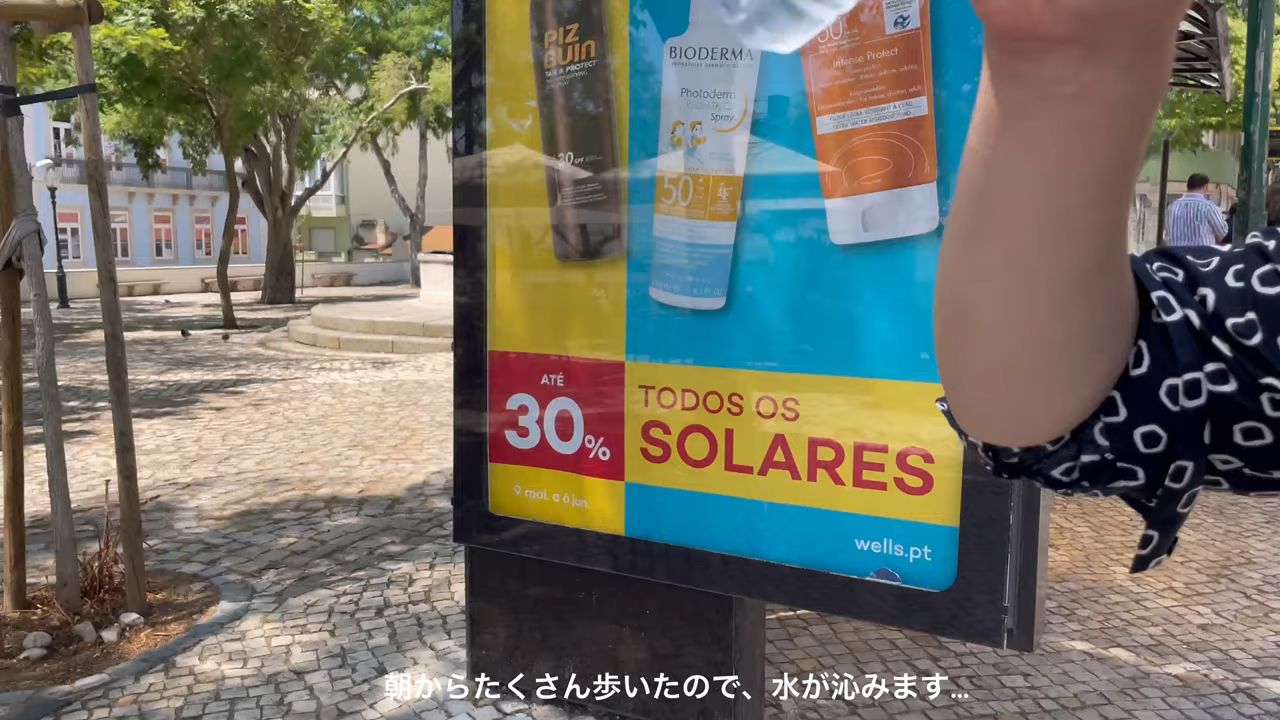 PIZ
BUIN
TAN & PROTECT
30 SPF
BIODERMA
Photoderm
PEDIATRICS
Spray
50+
50+
Intense Protect
ATÉ
30%
9 mai. a 6 jun.
TODOS OS
SOLARES
wells.pt
朝からたくさん歩いたので、水が沁みます…